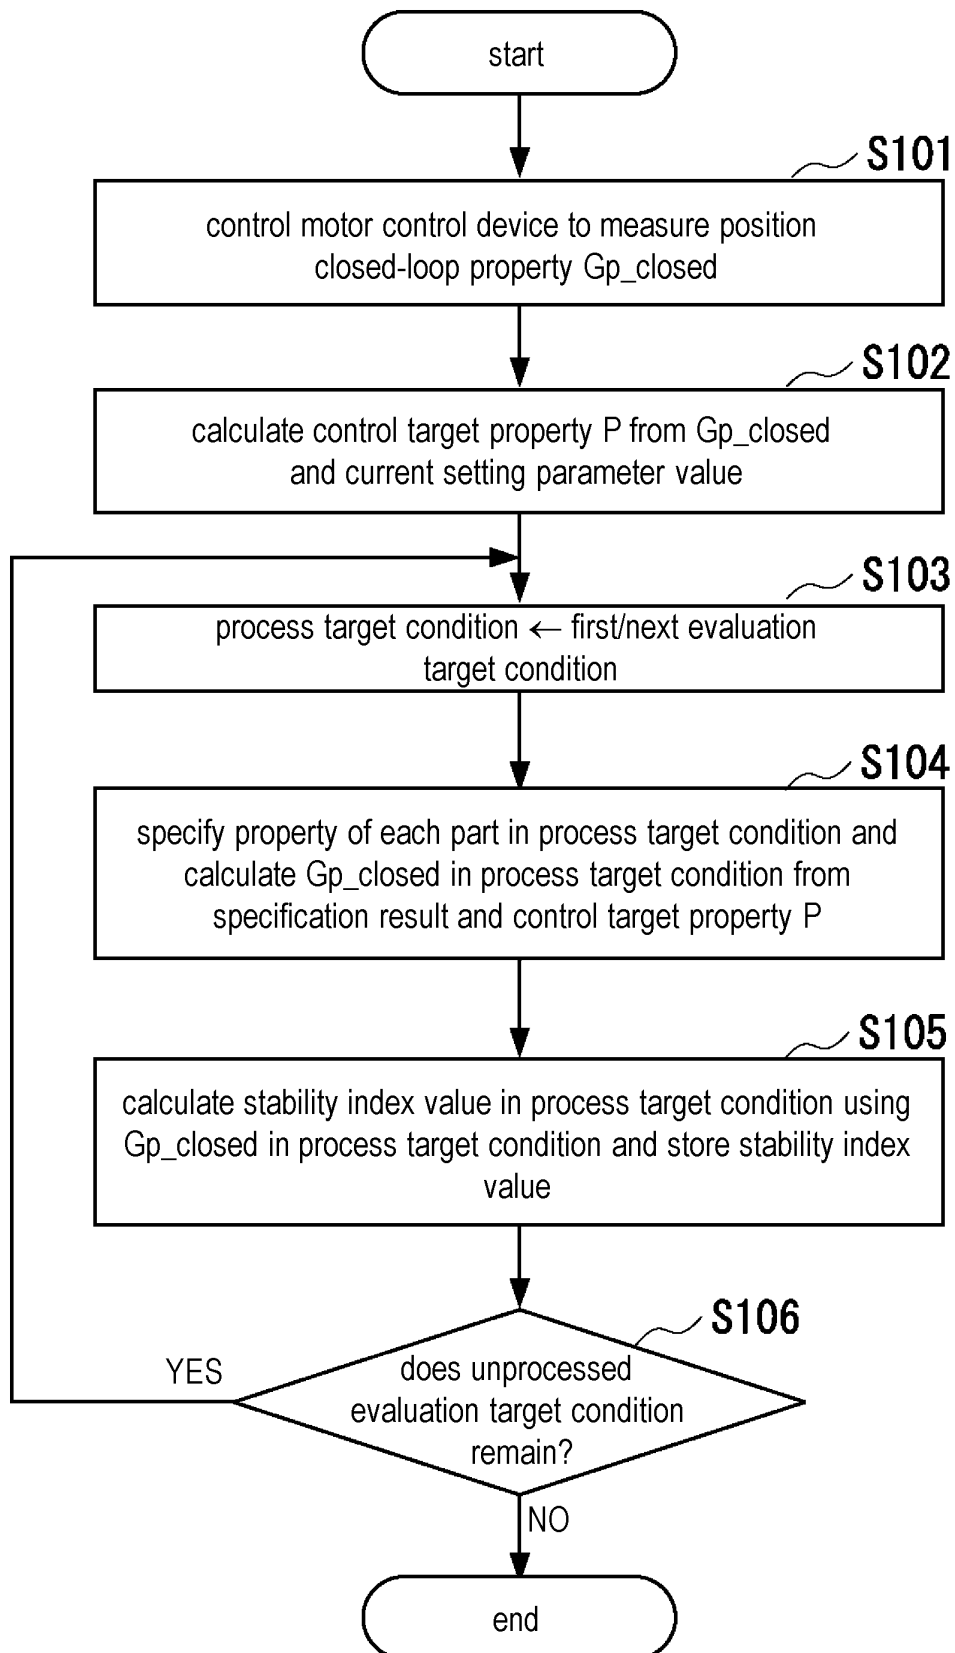 start
S101
control motor control device to measure position
closed-loop property Gp_closed
S102
calculate control target property P from Gp_closed
and current setting parameter value
S103
process target condition ← first/next evaluation
target condition
S104
specify property of each part in process target condition and
calculate Gp_closed in process target condition from
specification result and control target property P
S105
calculate stability index value in process target condition using
Gp_closed in process target condition and store stability index
value
S106
YES
does unprocessed
evaluation target condition
remain?
NO
end